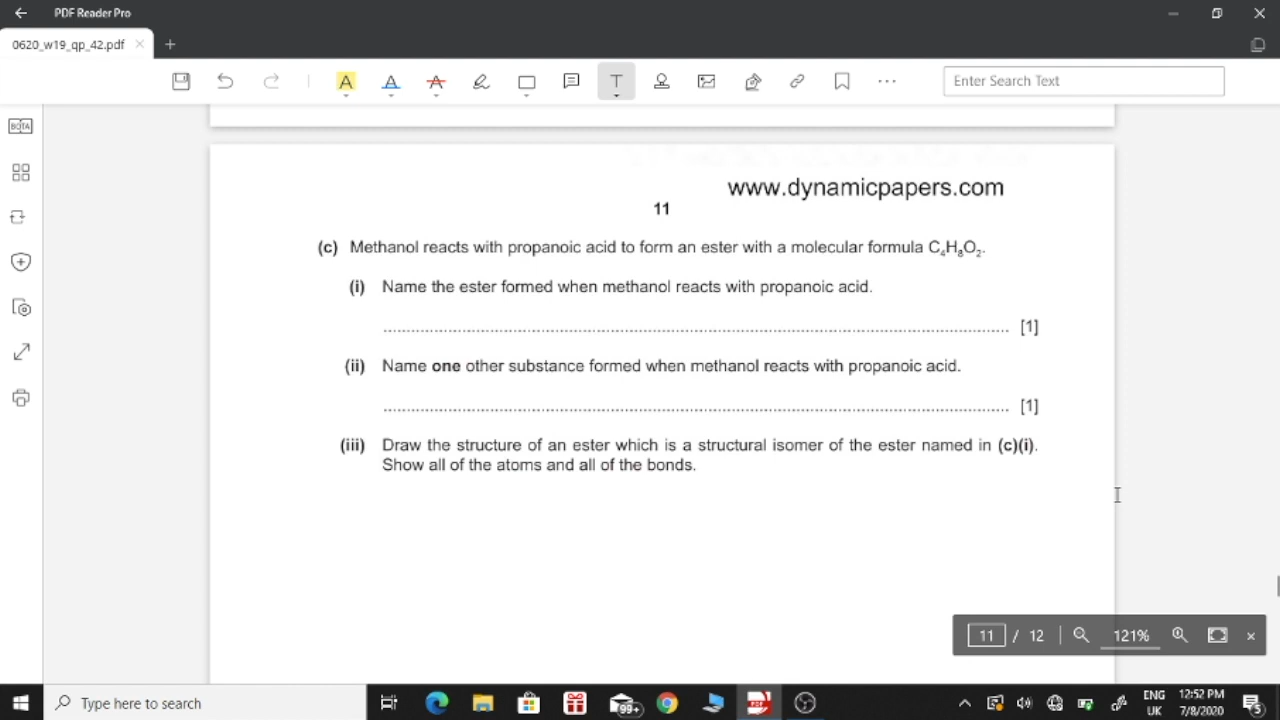 PDF Reader Pro
0620_w19_qp_42.pdf
Enter Search Text
BOTA
www.dynamicpapers.com
11
(c) Methanol reacts with propanoic acid to form an ester with a molecular formula C₄H₈O₂.
(i) Name the ester formed when methanol reacts with propanoic acid.
[1]
(ii) Name one other substance formed when methanol reacts with propanoic acid.
[1]
(iii) Draw the structure of an ester which is a structural isomer of the ester named in (c)(i).
Show all of the atoms and all of the bonds.
11 / 12 121%
Type here to search
99+
PDF
ENG 12:52 PM
UK 7/8/2020
3